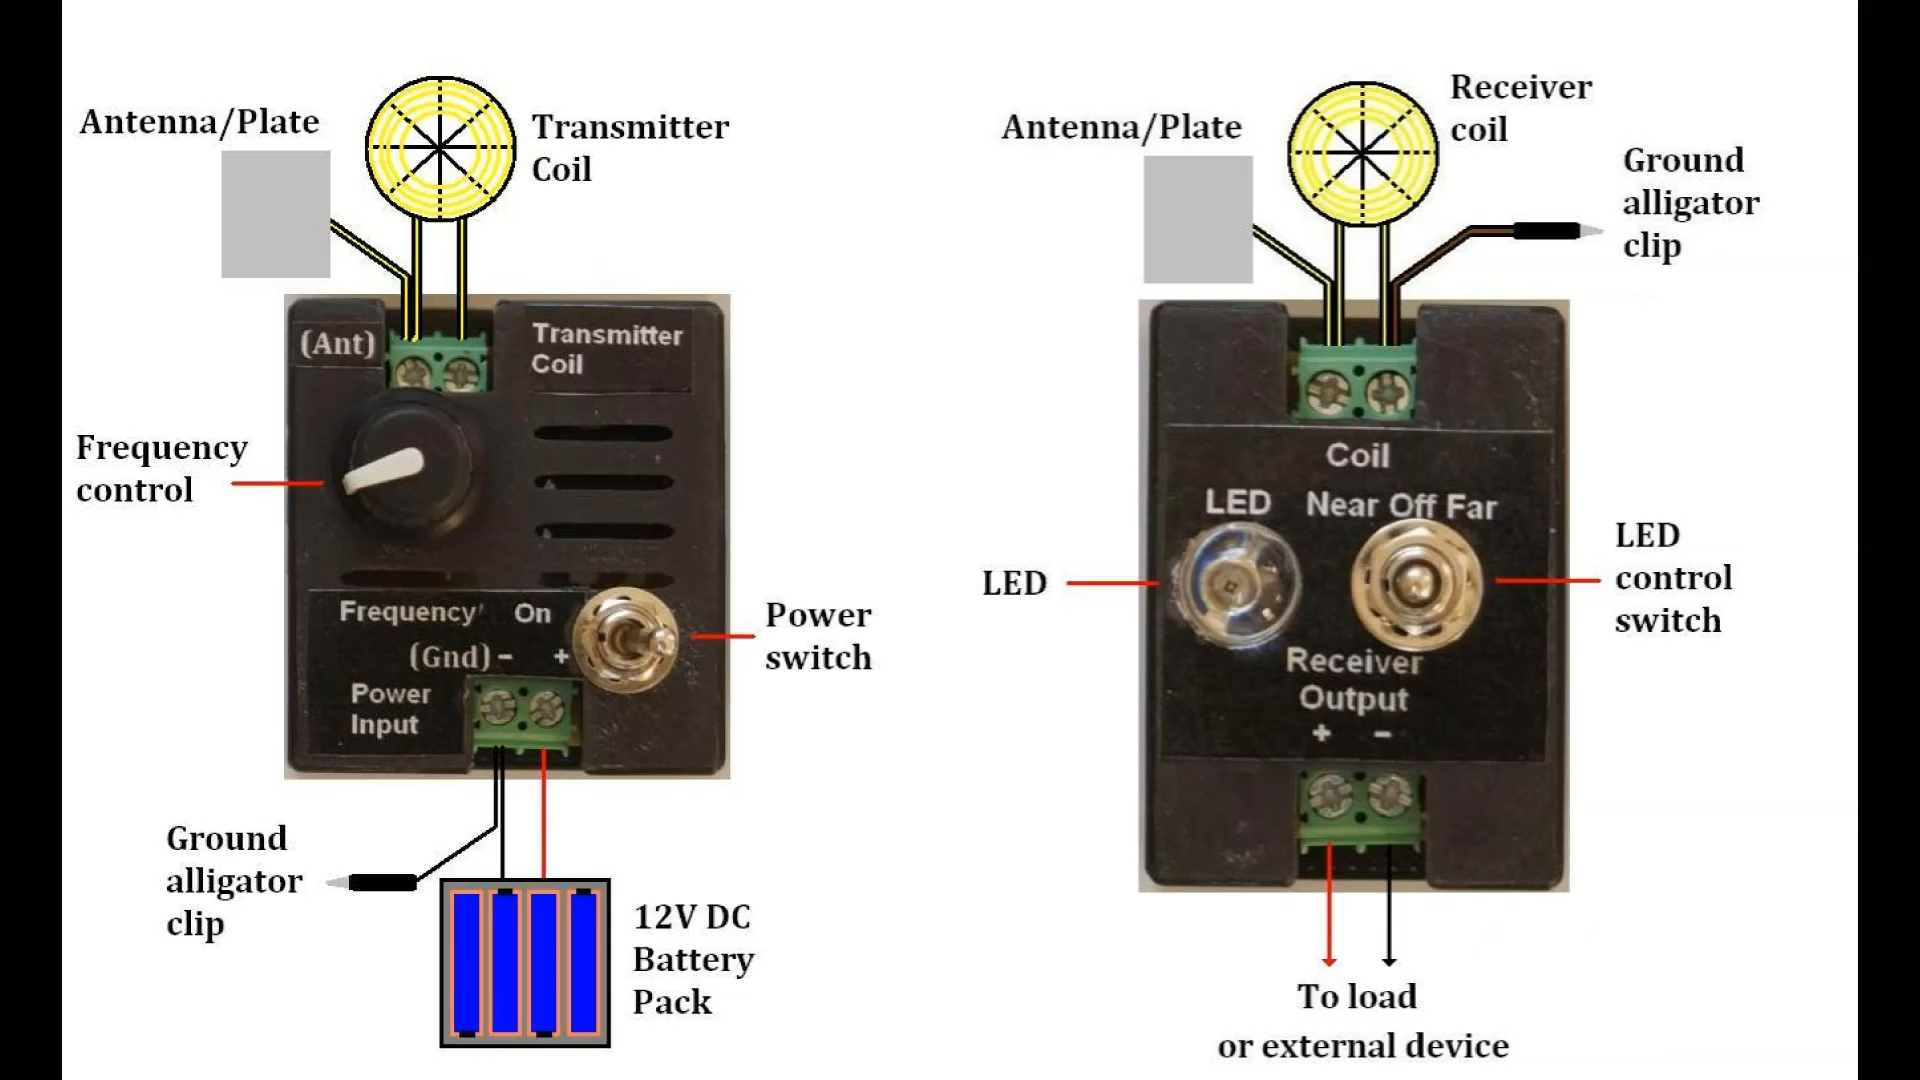 Antenna/Plate
Transmitter
Coil
(Ant)
Transmitter
Coil
Frequency
control
Frequency
On
(Gnd) - +
Power
Input
Power
switch
Ground
alligator
clip
12V DC
Battery
Pack
Antenna/Plate
Receiver
coil
Ground
alligator
clip
Coil
LED
Near Off Far
LED
LED
control
switch
Receiver
Output
+ -
To load
or external device